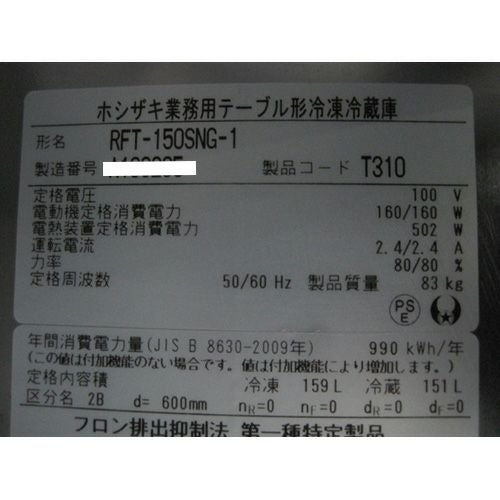 ホシザキ業務用テーブル形冷凍冷蔵庫
形名 RFT-150SNG-1
製造番号 製品コード T310
定格電圧 100 V
電動機定格消費電力 160/160 W
電熱装置定格消費電力 502 W
運転電流 2.4/2.4 A
力率 80/80 %
定格周波数 50/60 Hz 製品質量 83 kg
PS
E
年間消費電力量(JIS B 8630-2009年) 990 kWh/年
(この値は付加機能のない場合です。値は付加機能により増加します。)
定格内容積 冷凍 159L 冷蔵 151L
区分名 2B d= 600mm nR=0 nF=0 dR=0 dF=0
フロン排出抑制法 第一種特定製品